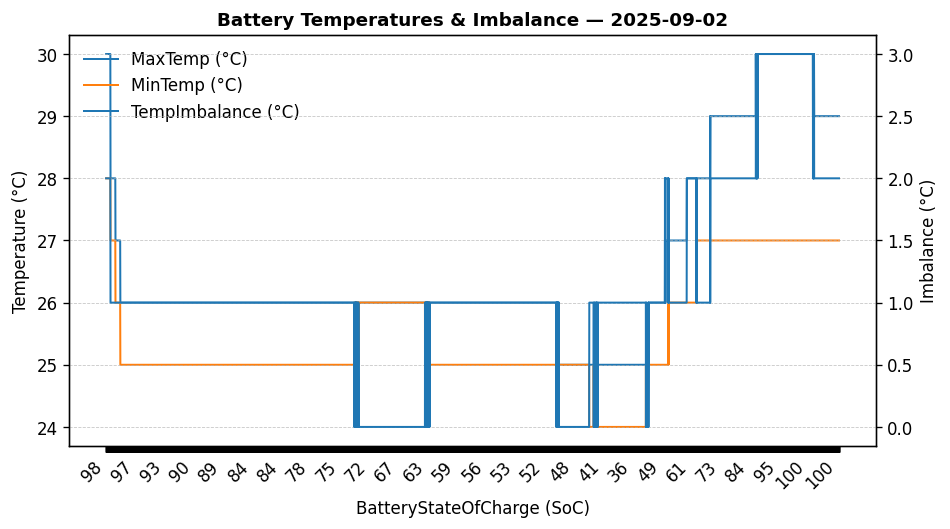 Battery Temperatures & Imbalance — 2025-09-02
MaxTemp (°C)
MinTemp (°C)
TempImbalance (°C)
Temperature (°C)
30
29
28
27
26
25
24
Imbalance (°C)
3.0
2.5
2.0
1.5
1.0
0.5
0.0
98 97 93 90 89 84 84 78 75 72 67 63 59 56 53 52 48 41 36 49 61 73 84 95 100 100
BatteryStateOfCharge (SoC)